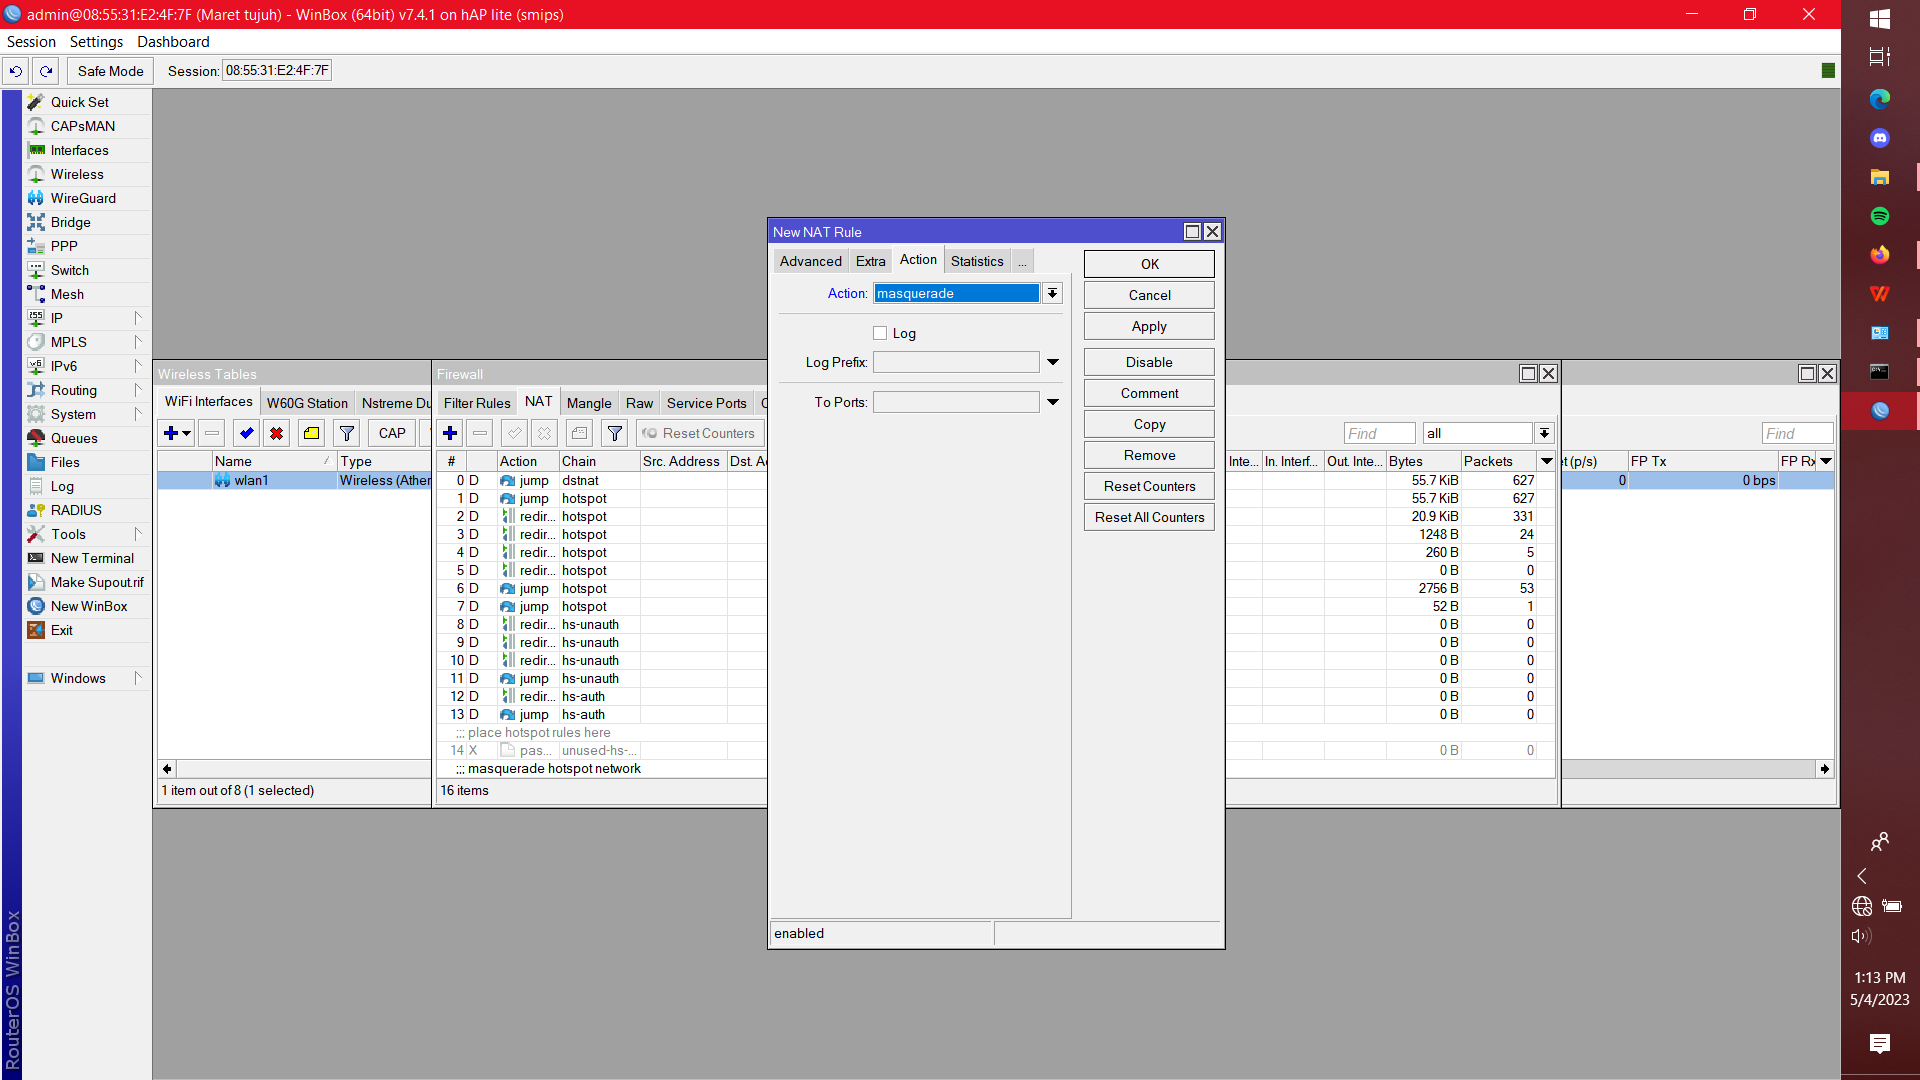 admin@08:55:31:E2:4F:7F (Maret tujuh) - WinBox (64bit) v7.4.1 on hAP lite (smips)
Session Settings Dashboard
Safe Mode Session: 08:55:31:E2:4F:7F
Quick Set
CAPsMAN
Interfaces
Wireless
WireGuard
Bridge
PPP
Switch
Mesh
IP
MPLS
IPv6
Routing
System
Queues
Files
Log
RADIUS
Tools
New Terminal
Make Supout.rif
New WinBox
Exit
Windows
RouterOS WinBox
Wireless Tables
WiFi Interfaces W60G Station Nstreme Du
CAP
Name Type
wlan1 Wireless (Ather
1 item out of 8 (1 selected)
Firewall
Filter Rules NAT Mangle Raw Service Ports C
Reset Counters Find all
# Action Chain Src. Address Dst. Ad Inte... In. Interf... Out. Inte... Bytes Packets
0 D jump dstnat 55.7 KiB 627
1 D jump hotspot 55.7 KiB 627
2 D redir... hotspot 20.9 KiB 331
3 D redir... hotspot 1248 B 24
4 D redir... hotspot 260 B 5
5 D redir... hotspot 0 B 0
6 D jump hotspot 2756 B 53
7 D jump hotspot 52 B 1
8 D redir... hs-unauth 0 B 0
9 D redir... hs-unauth 0 B 0
10 D redir... hs-unauth 0 B 0
11 D jump hs-unauth 0 B 0
12 D redir... hs-auth 0 B 0
13 D jump hs-auth 0 B 0
;;; place hotspot rules here
14 X pas... unused-hs-... 0 B 0
;;; masquerade hotspot network
16 items
New NAT Rule
Advanced Extra Action Statistics ...
Action: masquerade
Log
Log Prefix:
To Ports:
OK
Cancel
Apply
Disable
Comment
Copy
Remove
Reset Counters
Reset All Counters
enabled
Find
et (p/s) FP Tx FP Rx
0 0 bps
1:13 PM
5/4/2023